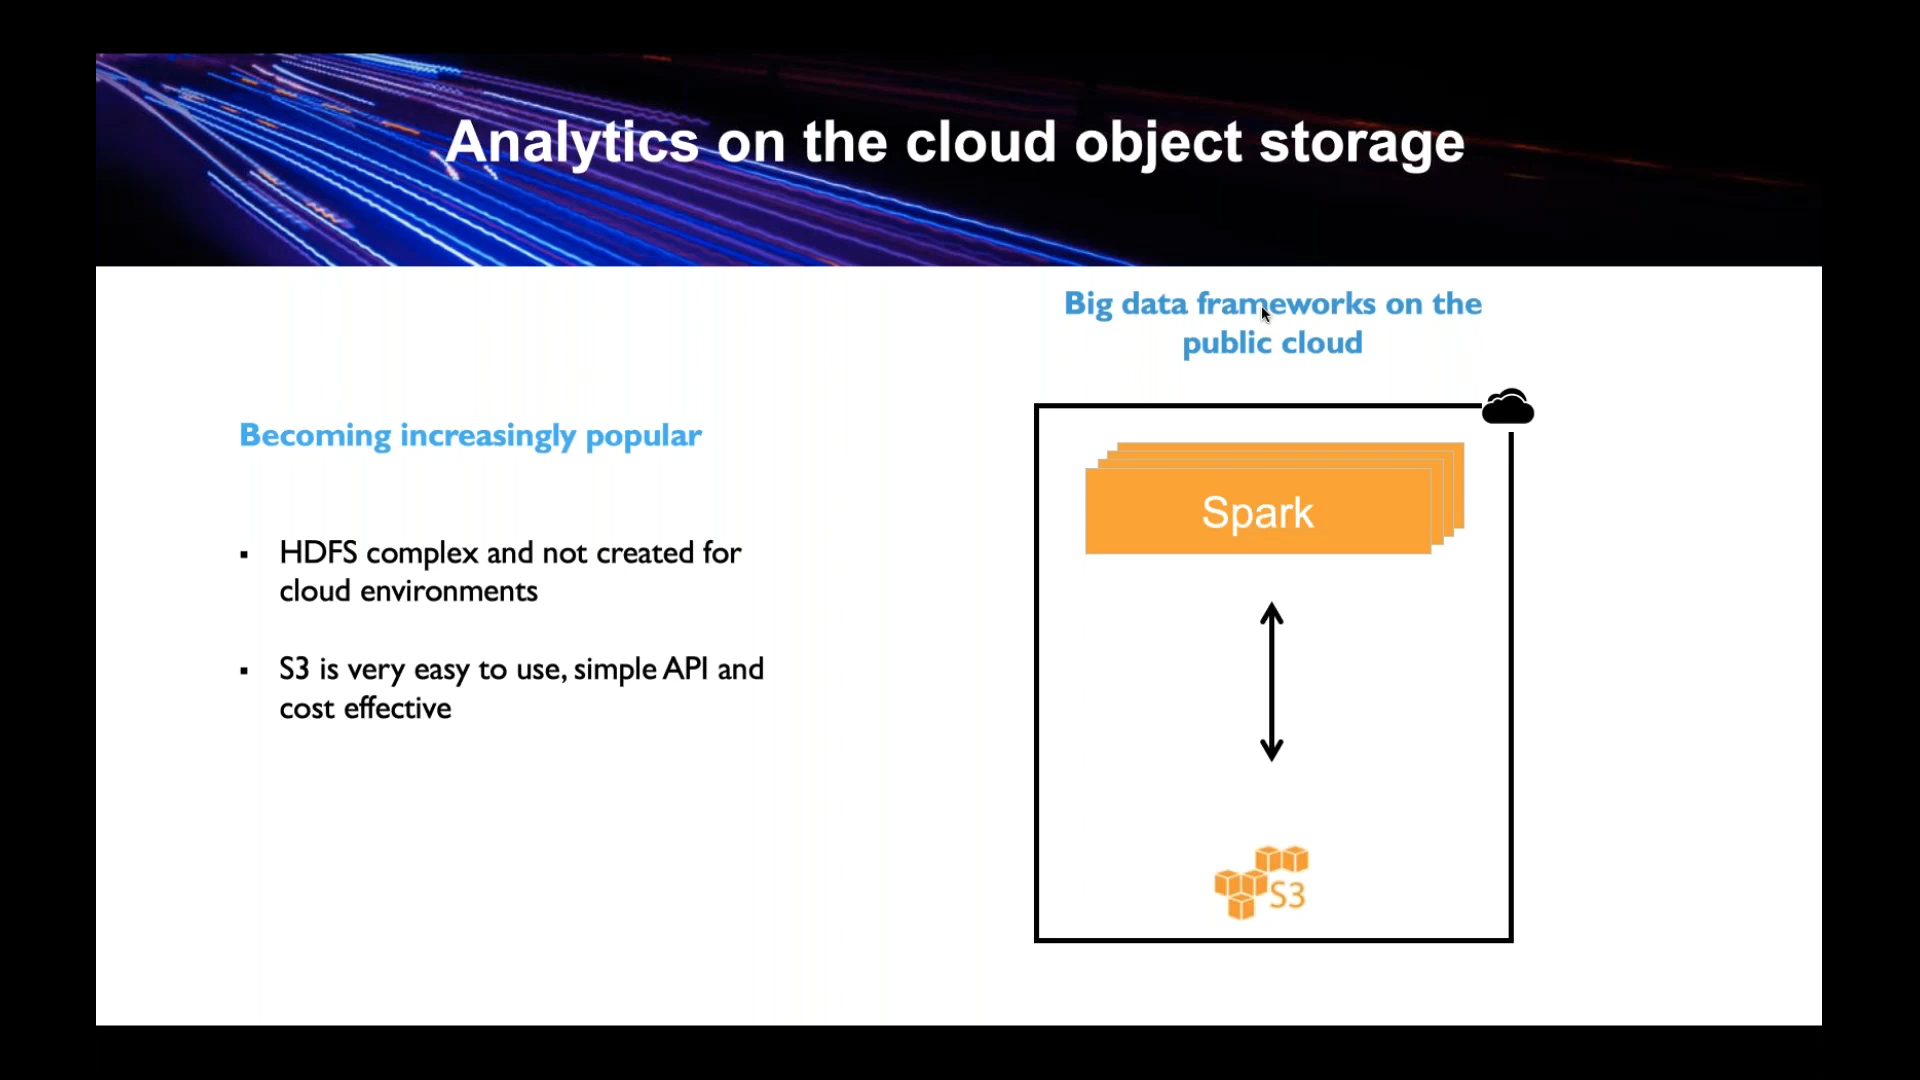 Analytics on the cloud object storage
Becoming increasingly popular
▪ HDFS complex and not created for
cloud environments
▪ S3 is very easy to use, simple API and
cost effective
Big data frameworks on the
public cloud
Spark
S3